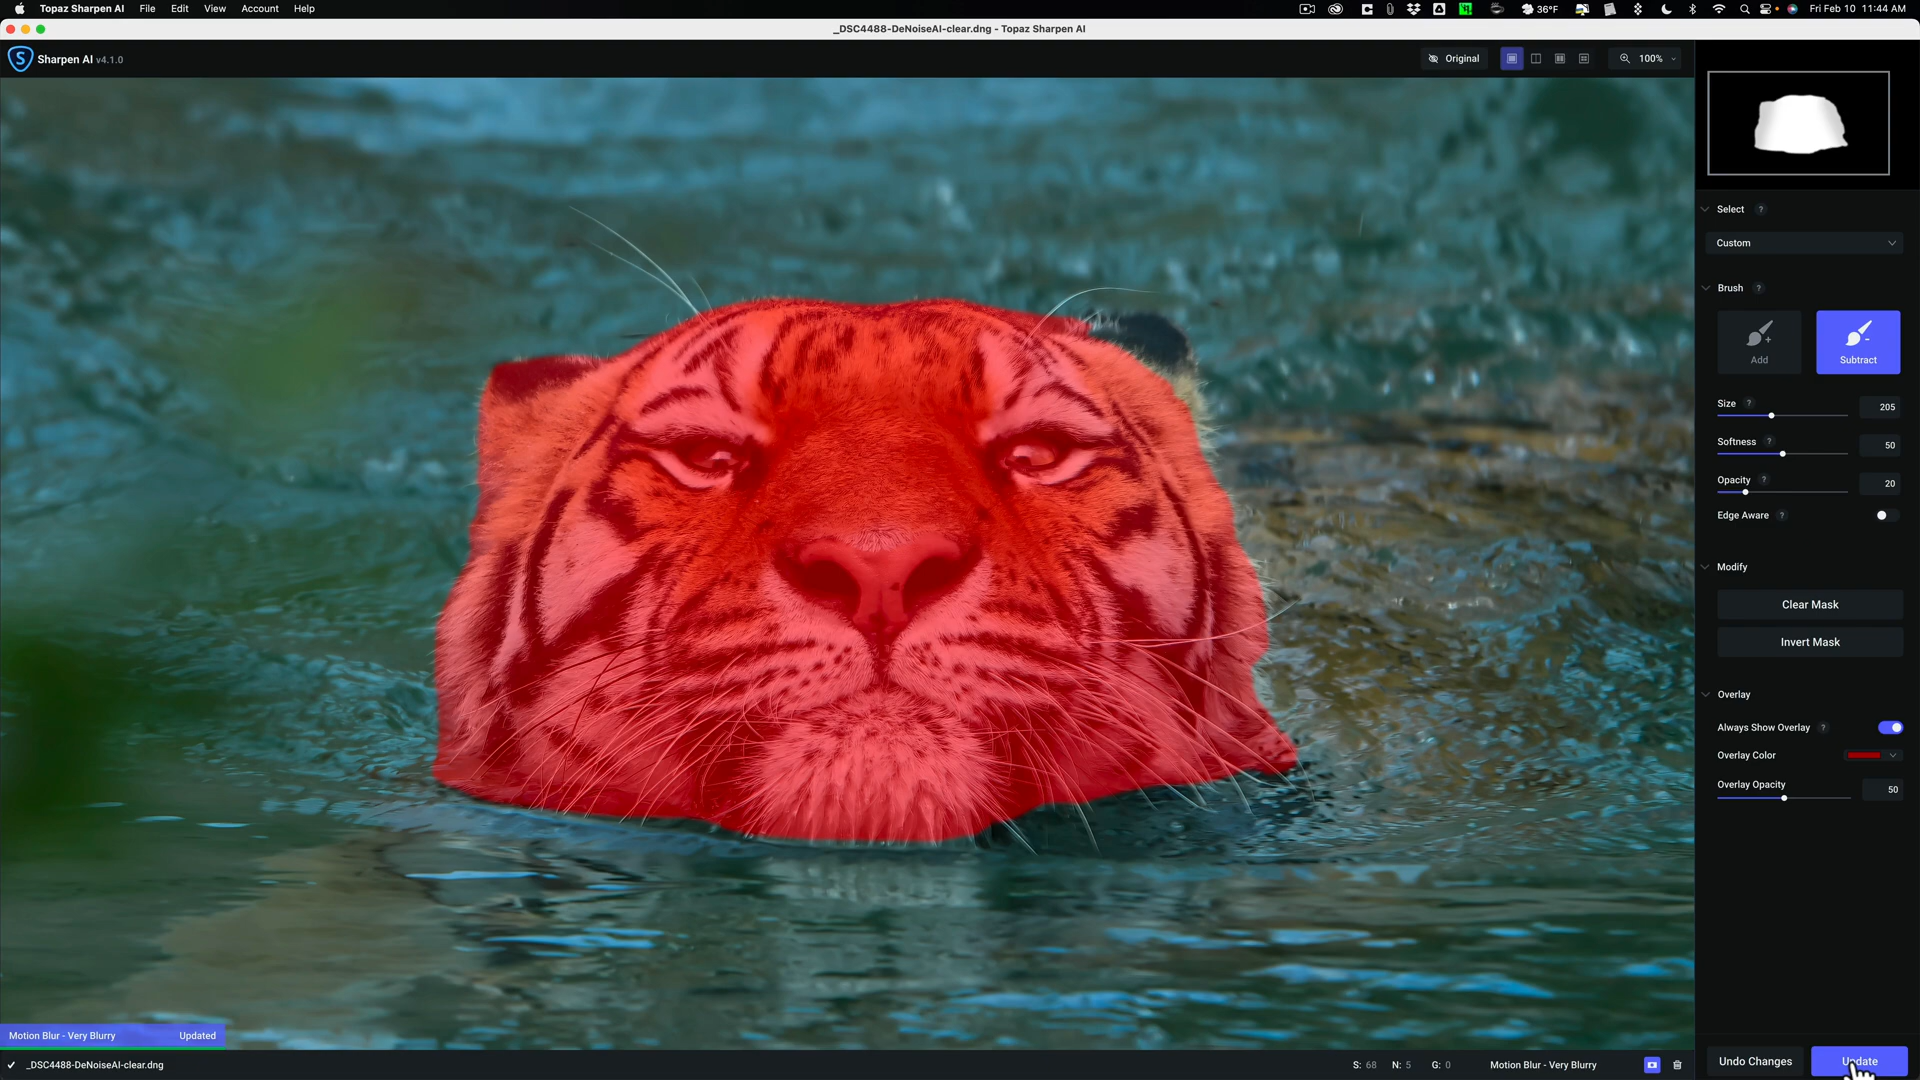 Topaz Sharpen AI File Edit View Account Help 36°F Fri Feb 10 11:44 AM
_DSC4488-DeNoiseAI-clear.dng - Topaz Sharpen AI
S Sharpen AI v4.1.0 Original 100%
Select ?
Custom
Brush ?
Add Subtract
Size ? 205
Softness ? 50
Opacity ? 20
Edge Aware ?
Modify
Clear Mask
Invert Mask
Overlay
Always Show Overlay ?
Overlay Color
Overlay Opacity 50
Motion Blur - Very Blurry Updated
_DSC4488-DeNoiseAI-clear.dng S: 68 N: 5 G: 0 Motion Blur - Very Blurry
Undo Changes Update